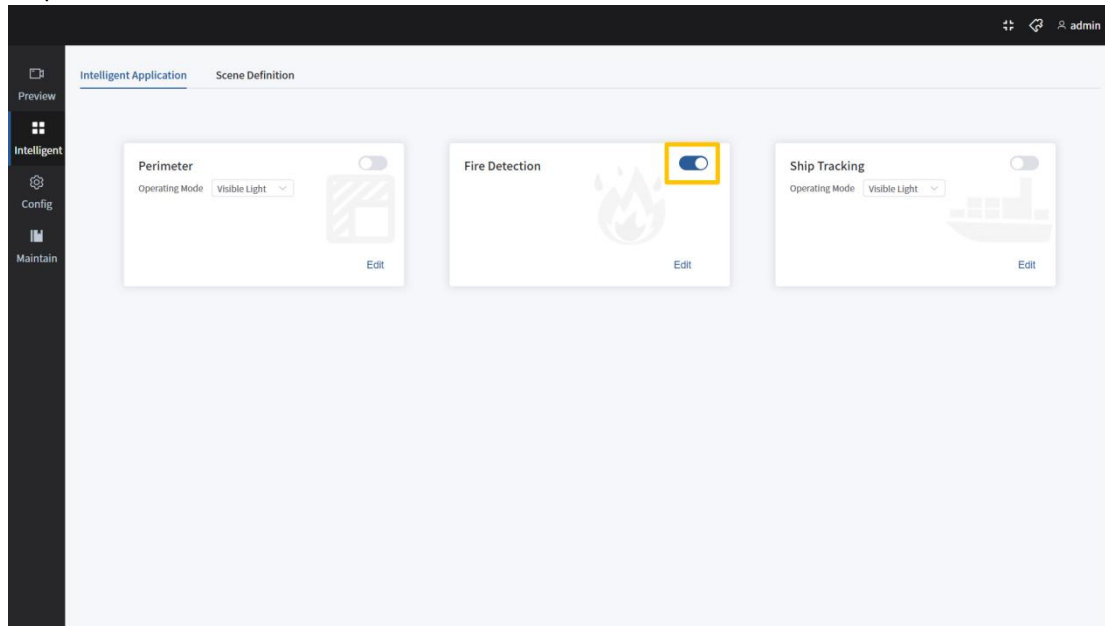 admin
Preview
Intelligent
Config
Maintain
Intelligent Application
Scene Definition
Perimeter
Operating Mode Visible Light
Edit
Fire Detection
Edit
Ship Tracking
Operating Mode Visible Light
Edit